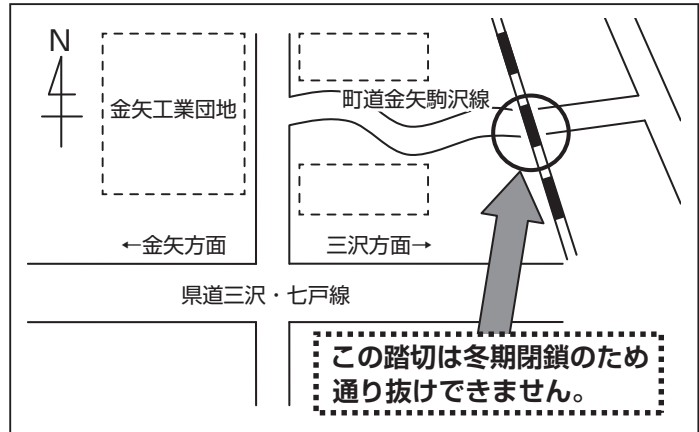 N
金矢工業団地
町道金矢駒沢線
←金矢方面
三沢方面→
県道三沢・七戸線
この踏切は冬期閉鎖のため
通り抜けできません。